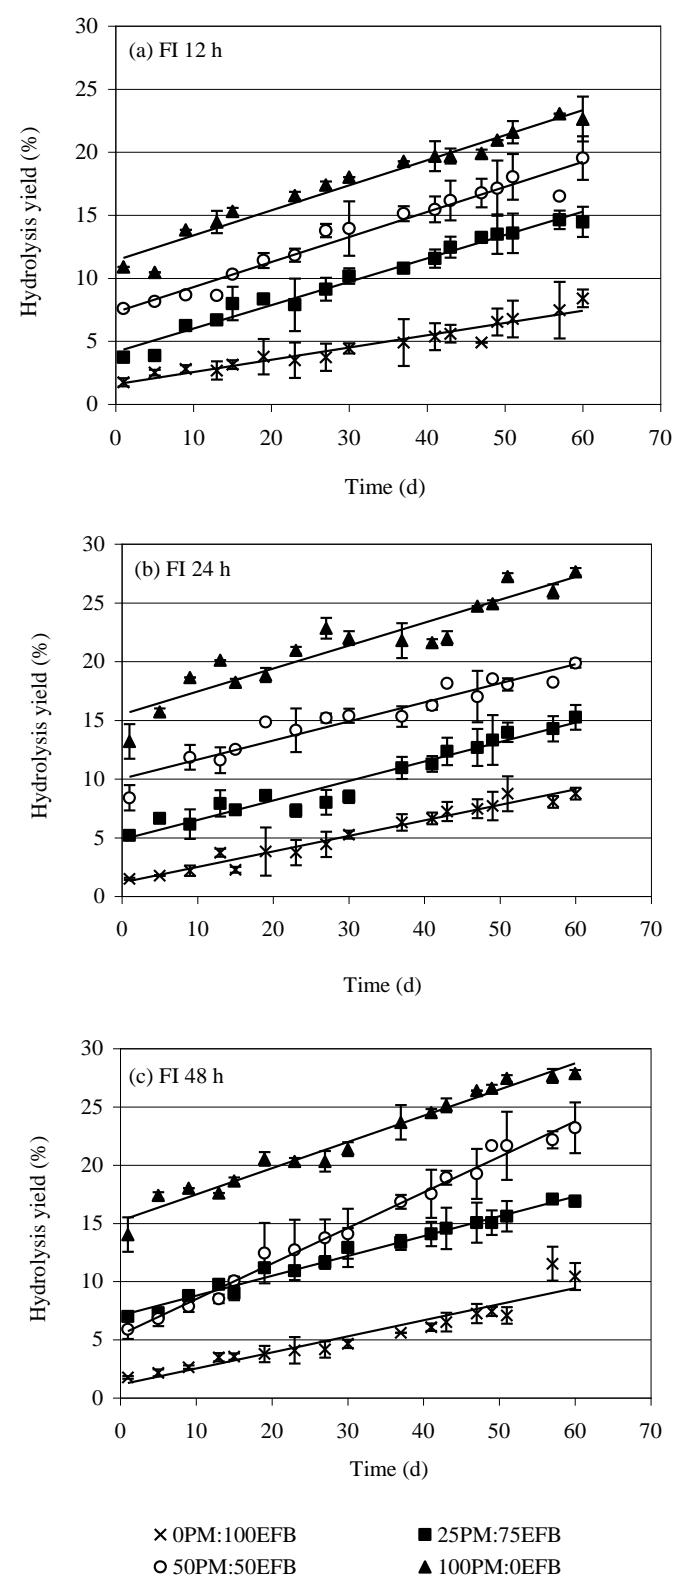 30
(a) FI 12 h
25
20
15
10
5
0
Hydrolysis yield (%)
0 10 20 30 40 50 60 70
Time (d)
30
(b) FI 24 h
25
20
15
10
5
0
Hydrolysis yield (%)
0 10 20 30 40 50 60 70
Time (d)
30
(c) FI 48 h
25
20
15
10
5
0
Hydrolysis yield (%)
0 10 20 30 40 50 60 70
Time (d)
0PM:100EFB 25PM:75EFB
50PM:50EFB 100PM:0EFB